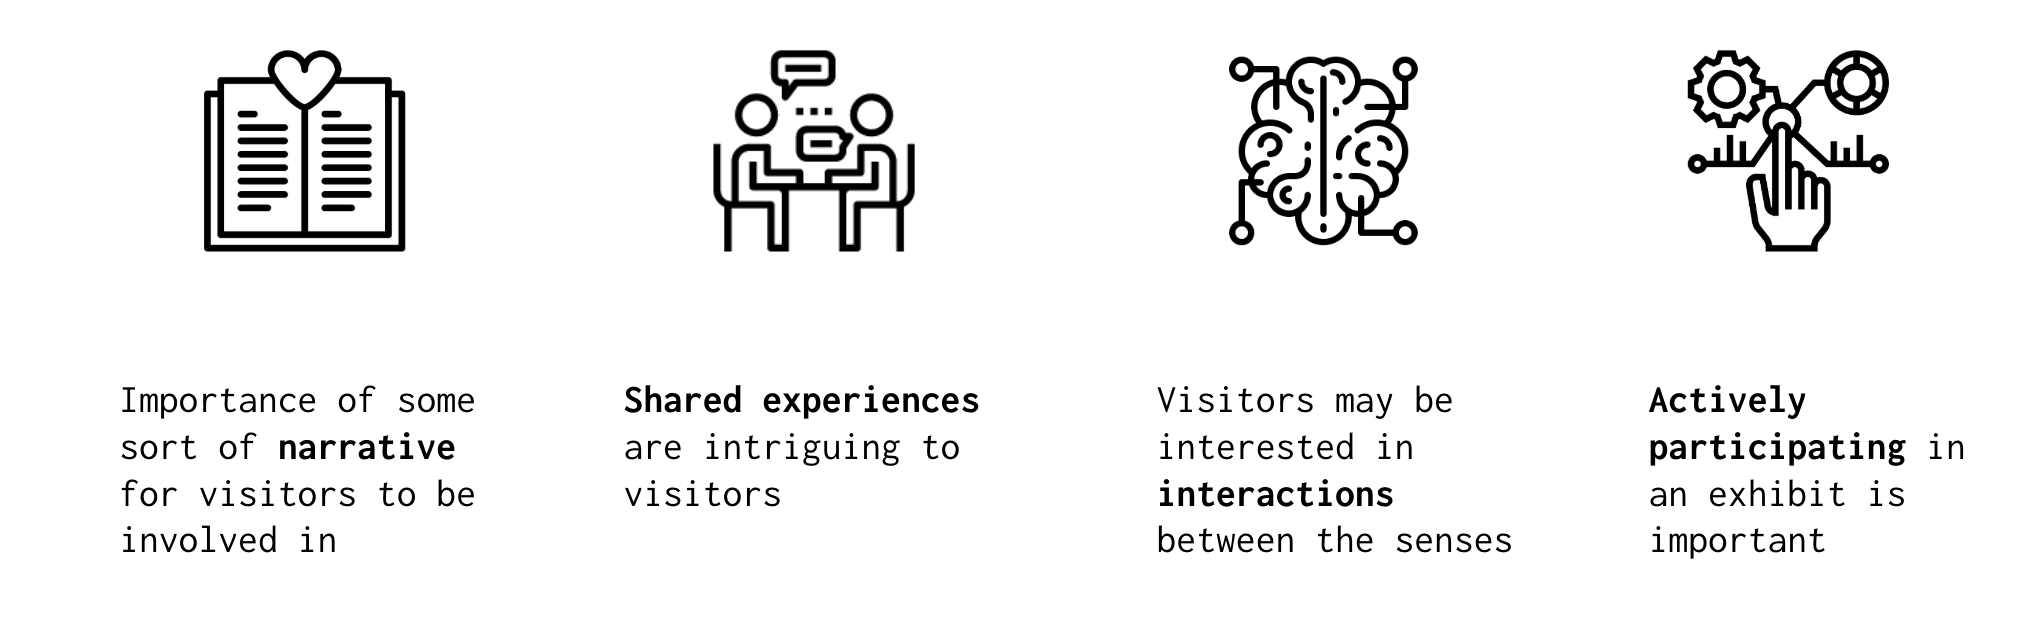 Importance of some
sort of narrative
for visitors to be
involved in
Shared experiences
are intriguing to
visitors
Visitors may be
interested in
interactions
between the senses
Actively
participating in
an exhibit is
important